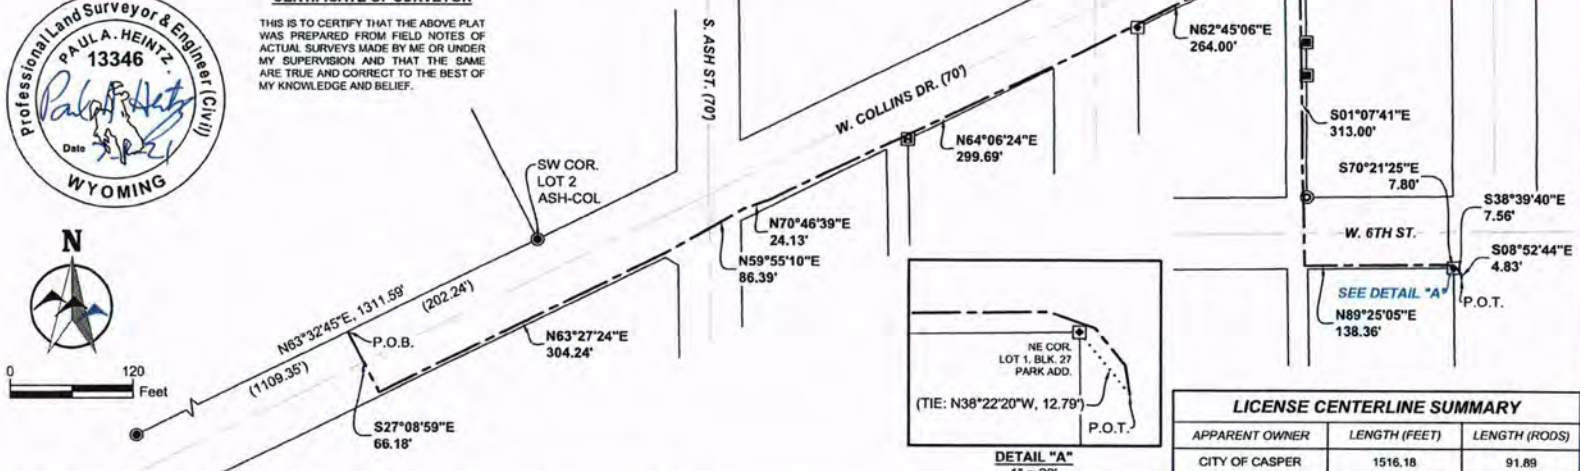 CERTIFICATE OF SURVEYOR
THIS IS TO CERTIFY THAT THE ABOVE PLAT
WAS PREPARED FROM FIELD NOTES OF
ACTUAL SURVEYS MADE BY ME OR UNDER
MY SUPERVISION AND THAT THE SAME
ARE TRUE AND CORRECT TO THE BEST OF
MY KNOWLEDGE AND BELIEF.
Professional Land Surveyor & Engineer (Civil)
PAUL A. HEINTZ
13346
Date
WYOMING
N
0 120
Feet
SW COR.
LOT 2
ASH-COL
S. ASH ST. (70')
W. COLLINS DR. (70')
N63°32'45"E, 1311.59'
(202.24')
(1109.35')
P.O.B.
S27°08'59"E
66.18'
N63°27'24"E
304.24'
N59°55'10"E
86.39'
N70°46'39"E
24.13'
N64°06'24"E
299.69'
N62°45'06"E
264.00'
S01°07'41"E
313.00'
S70°21'25"E
7.80'
S38°39'40"E
7.56'
W. 6TH ST.
S08°52'44"E
4.83'
SEE DETAIL "A"
P.O.T.
N89°25'05"E
138.36'
NE COR.
LOT 1, BLK. 27
PARK ADD.
(TIE: N38°22'20"W, 12.79')
P.O.T.
DETAIL "A"
LICENSE CENTERLINE SUMMARY
APPARENT OWNER LENGTH (FEET) LENGTH (RODS)
CITY OF CASPER 1516.18 91.89